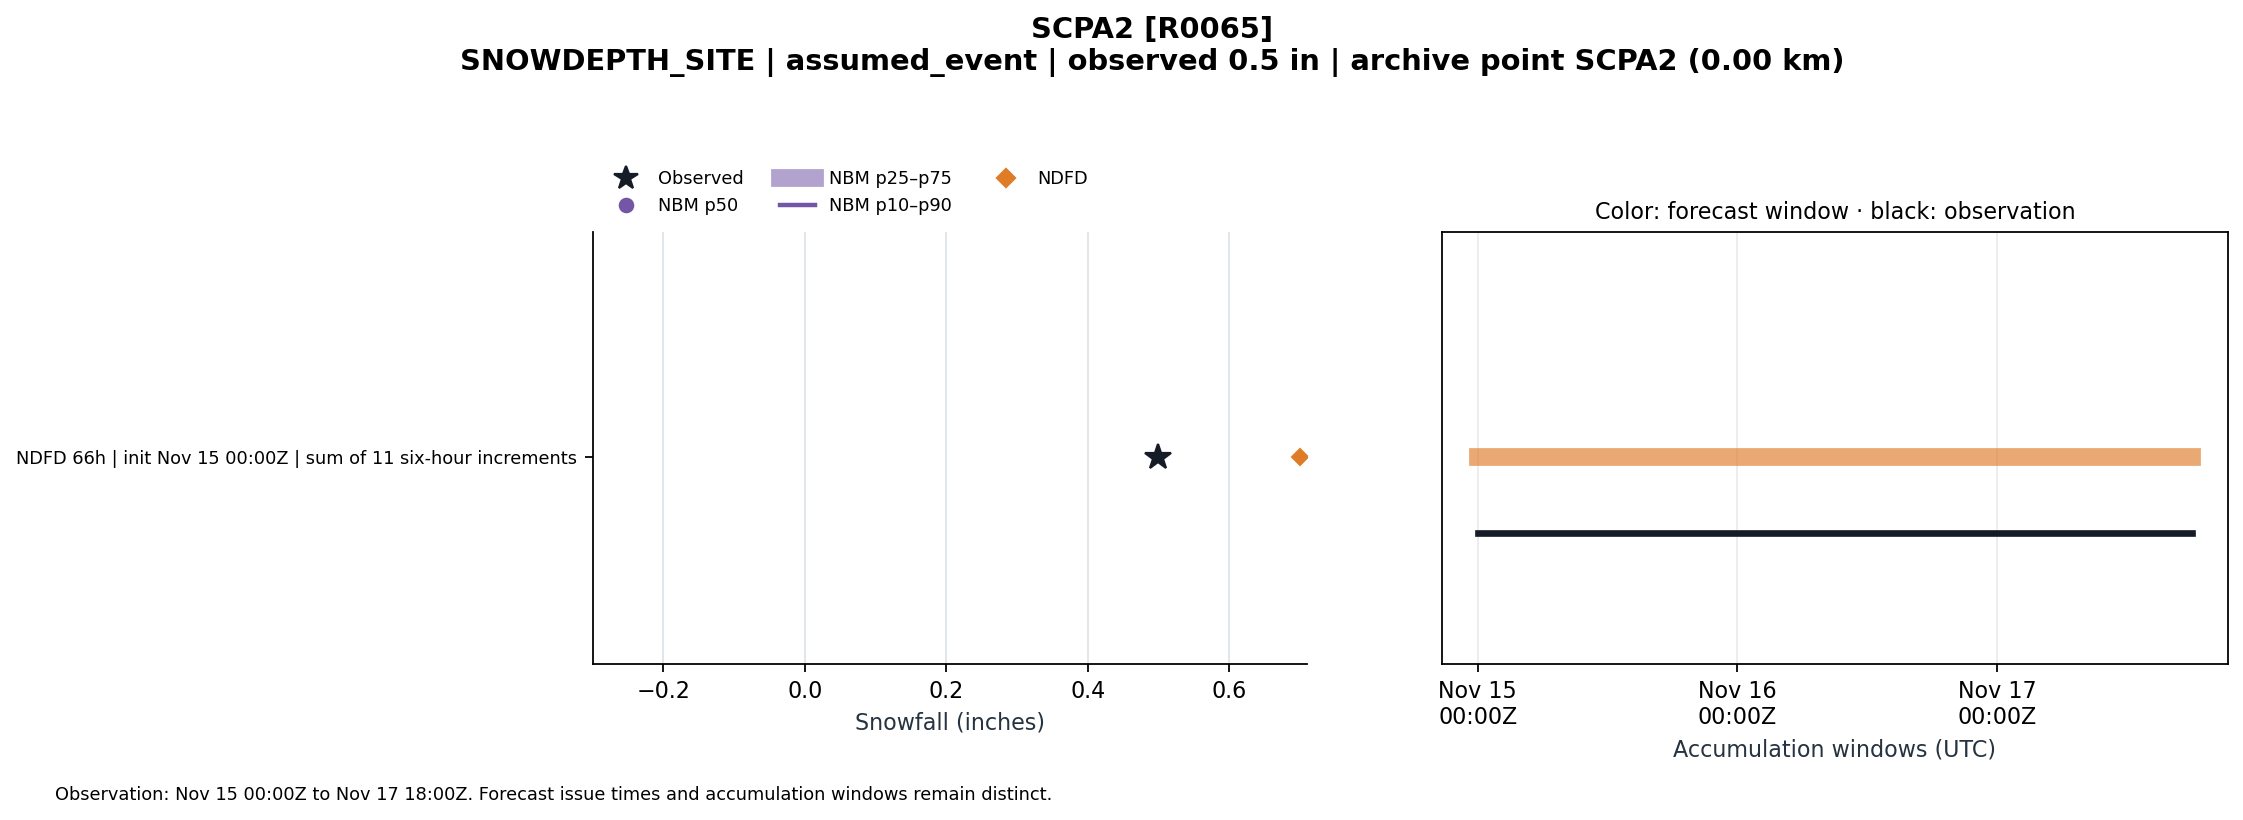 SCPA2 [R0065]
SNOWDEPTH_SITE | assumed_event | observed 0.5 in | archive point SCPA2 (0.00 km)
Observed
NBM p50
NBM p25–p75
NBM p10–p90
NDFD
NDFD 66h | init Nov 15 00:00Z | sum of 11 six-hour increments
−0.2 0.0 0.2 0.4 0.6
Snowfall (inches)
Color: forecast window · black: observation
Nov 15 Nov 16 Nov 17
00:00Z 00:00Z 00:00Z
Accumulation windows (UTC)
Observation: Nov 15 00:00Z to Nov 17 18:00Z. Forecast issue times and accumulation windows remain distinct.